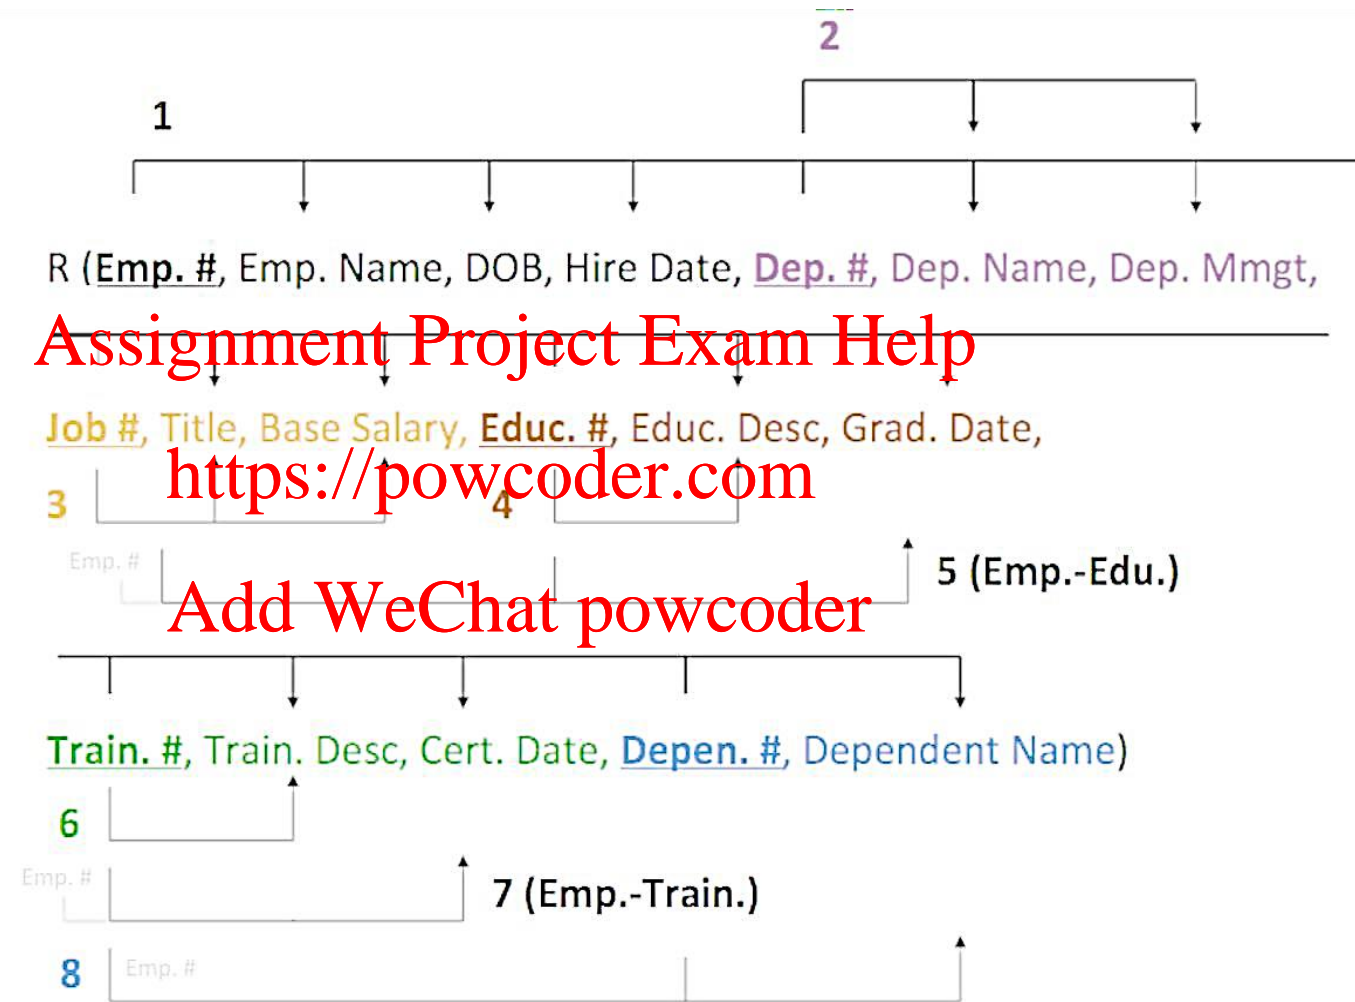 2
1
R (Emp. #, Emp. Name, DOB, Hire Date, Dep. #, Dep. Name, Dep. Mmgt,
Assignment Project Exam Help
Job #, Title, Base Salary, Educ. #, Educ. Desc, Grad. Date,
https://powcoder.com
3 4
Emp. # 5 (Emp.-Edu.)
Add WeChat powcoder
Train. #, Train. Desc, Cert. Date, Depen. #, Dependent Name)
6
Emp. # 7 (Emp.-Train.)
8 Emp. #